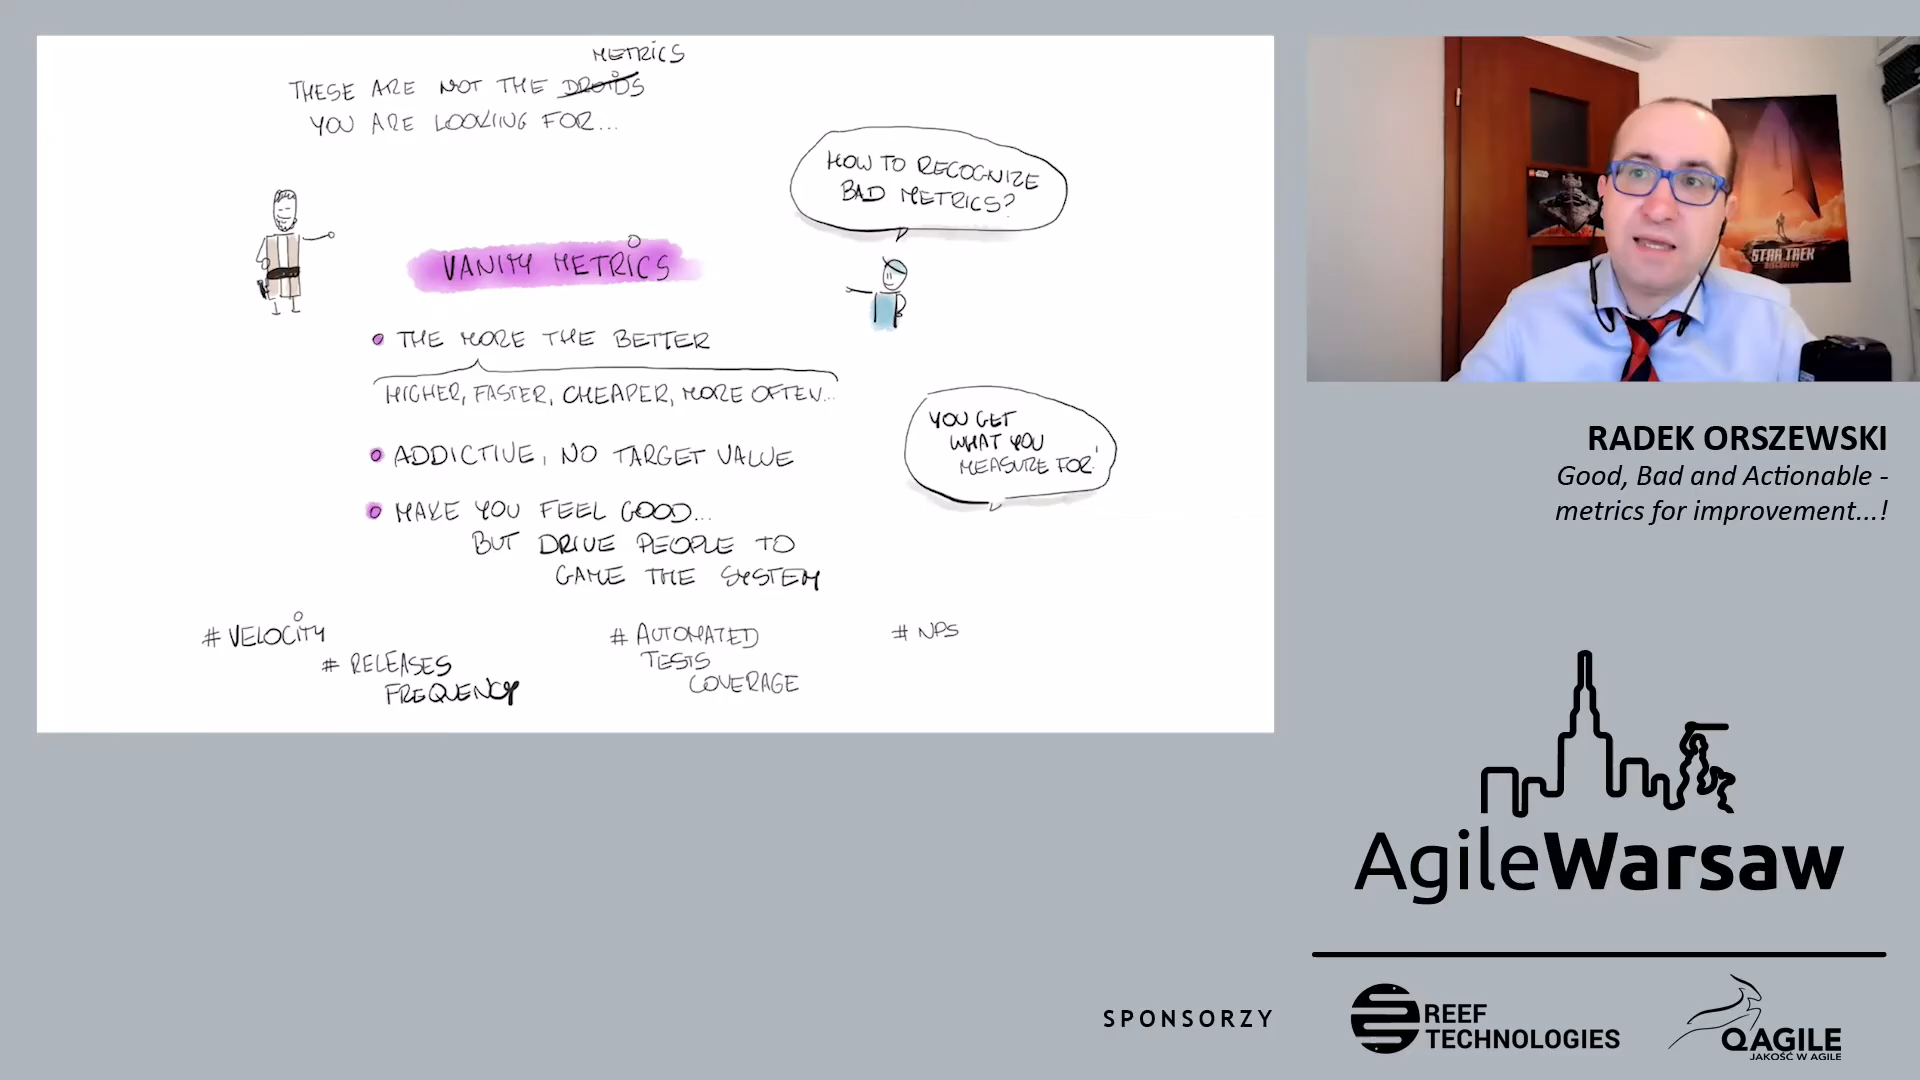 METRICS
THESE ARE NOT THE DROIDS
YOU ARE LOOKING FOR...
HOW TO RECOGNIZE
BAD METRICS?
VANITY METRICS
THE MORE THE BETTER
HIGHER, FASTER, CHEAPER, MORE OFTEN...
YOU GET
WHAT YOU
MEASURE FOR!
ADDICTIVE, NO TARGET VALUE
MAKE YOU FEEL GOOD...
BUT DRIVE PEOPLE TO
GAME THE SYSTEM
# VELOCITY
# RELEASES
FREQUENCY
# AUTOMATED
TESTS
COVERAGE
# NPS
STAR TREK
DISCOVERY
RADEK ORSZEWSKI
Good, Bad and Actionable -
metrics for improvement...!
AgileWarsaw
SPONSORZY
REEF
TECHNOLOGIES
QAGILE
JAKOŚĆ W AGILE